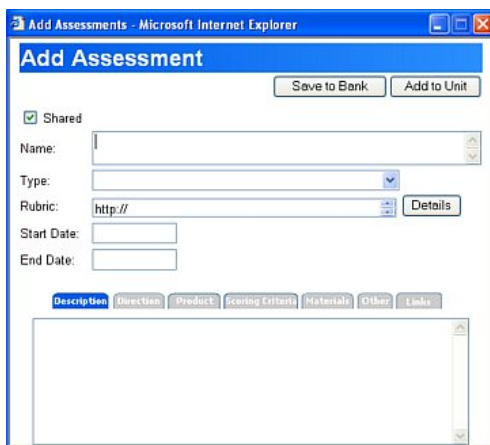 Add Assessments - Microsoft Internet Explorer
Add Assessment
Save to Bank Add to Unit
Shared
Name:
Type:
Rubric: http:// Details
Start Date:
End Date:
Description Direction Product Scoring Criteria Materials Other Links